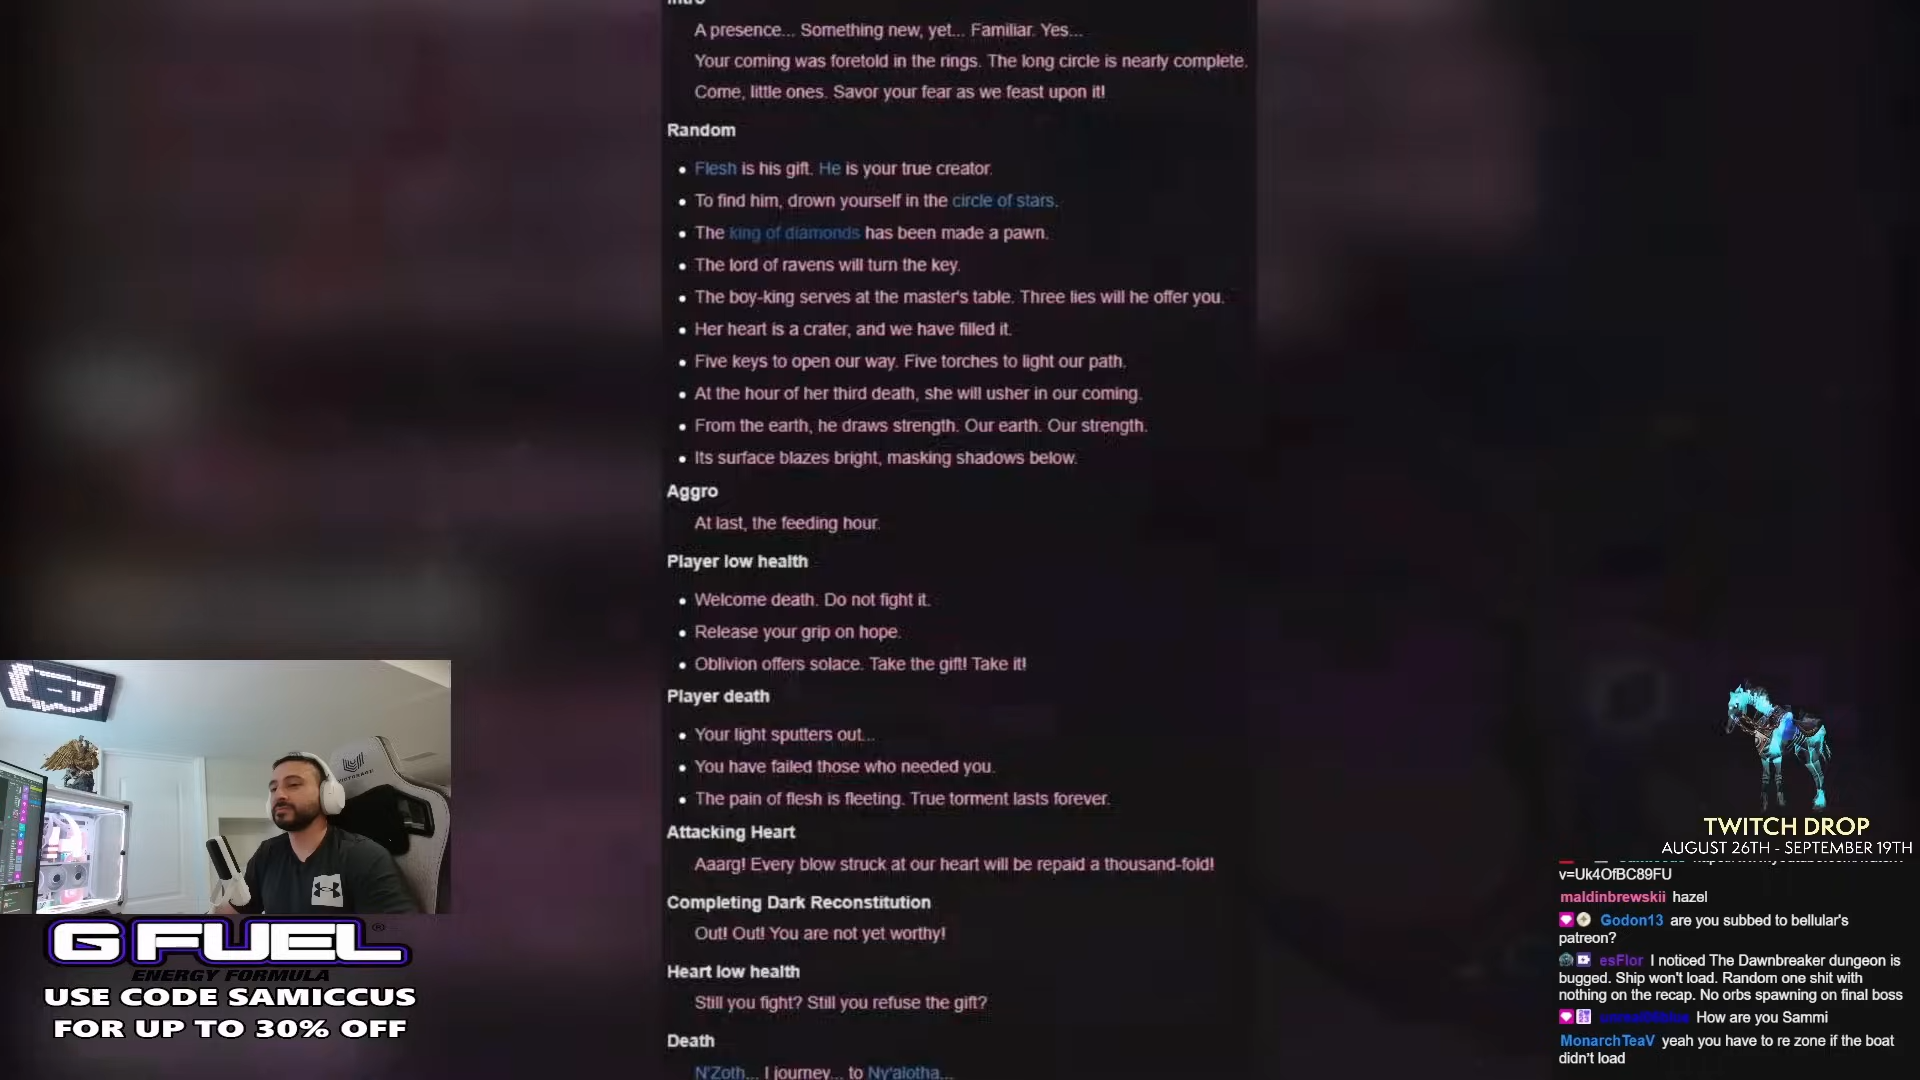 Intro
A presence... Something new, yet... Familiar. Yes...
Your coming was foretold in the rings. The long circle is nearly complete.
Come, little ones. Savor your fear as we feast upon it!
Random
Flesh is his gift. He is your true creator.
To find him, drown yourself in the circle of stars.
The king of diamonds has been made a pawn.
The lord of ravens will turn the key.
The boy-king serves at the master's table. Three lies will he offer you.
Her heart is a crater, and we have filled it.
Five keys to open our way. Five torches to light our path.
At the hour of her third death, she will usher in our coming.
From the earth, he draws strength. Our earth. Our strength.
Its surface blazes bright, masking shadows below.
Aggro
At last, the feeding hour.
Player low health
Welcome death. Do not fight it.
Release your grip on hope.
Oblivion offers solace. Take the gift! Take it!
Player death
Your light sputters out...
You have failed those who needed you.
The pain of flesh is fleeting. True torment lasts forever.
Attacking Heart
Aaarg! Every blow struck at our heart will be repaid a thousand-fold!
Completing Dark Reconstitution
Out! Out! You are not yet worthy!
Heart low health
Still you fight? Still you refuse the gift?
Death
N'Zoth... I journey... to Ny'alotha...
G FUEL®
ENERGY FORMULA
USE CODE SAMICCUS
FOR UP TO 30% OFF
TWITCH DROP
AUGUST 26TH - SEPTEMBER 19TH
v=Uk4OfBC89FU
maldinbrewskii hazel
Godon13 are you subbed to bellular's
patreon?
esFlor I noticed The Dawnbreaker dungeon is
bugged. Ship won't load. Random one shit with
nothing on the recap. No orbs spawning on final boss
How are you Sammi
MonarchTeaV yeah you have to re zone if the boat
didn't load